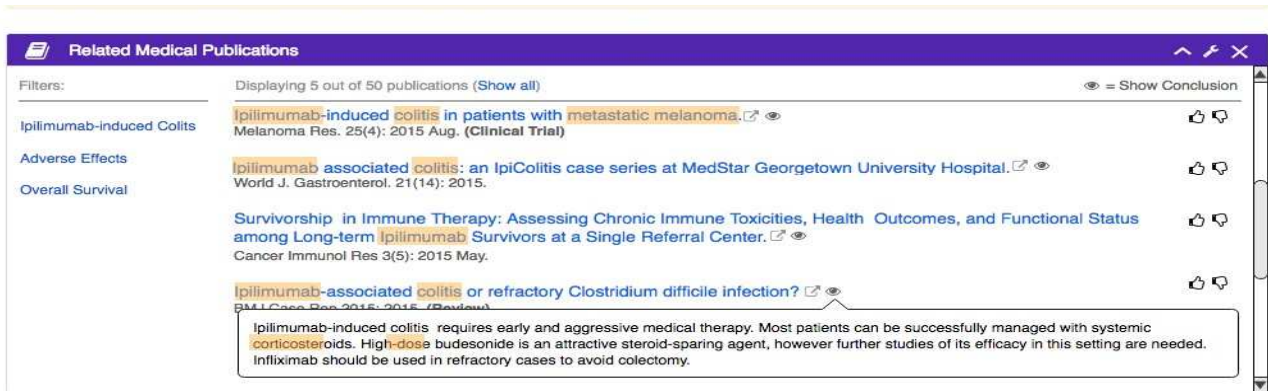 Related Medical Publications
Filters:
Displaying 5 out of 50 publications (Show all)
= Show Conclusion
Ipilimumab-induced Colits
Adverse Effects
Overall Survival
Ipilimumab-induced colitis in patients with metastatic melanoma.
Melanoma Res. 25(4): 2015 Aug. (Clinical Trial)
Ipilimumab associated colitis: an IpiColitis case series at MedStar Georgetown University Hospital.
World J. Gastroenterol. 21(14): 2015.
Survivorship in Immune Therapy: Assessing Chronic Immune Toxicities, Health Outcomes, and Functional Status
among Long-term Ipilimumab Survivors at a Single Referral Center.
Cancer Immunol Res 3(5): 2015 May.
Ipilimumab-associated colitis or refractory Clostridium difficile infection?
BMJ Case Rep 2015: 2015. (Review)
Ipilimumab-induced colitis requires early and aggressive medical therapy. Most patients can be successfully managed with systemic
corticosteroids. High-dose budesonide is an attractive steroid-sparing agent, however further studies of its efficacy in this setting are needed.
Infliximab should be used in refractory cases to avoid colectomy.